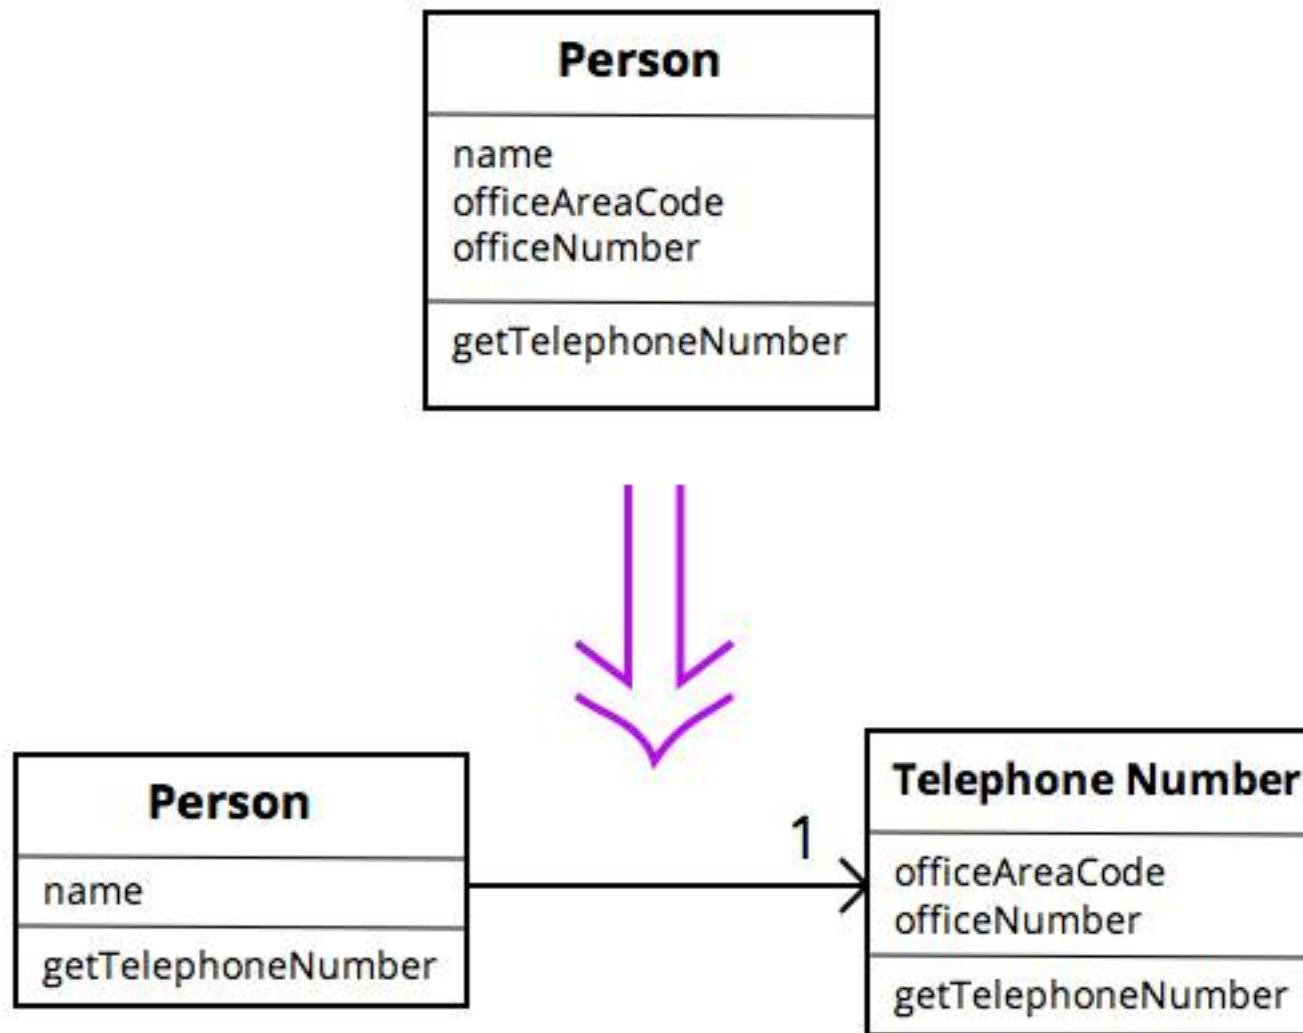 Person
name
officeAreaCode
officeNumber
getTelephoneNumber
Person
name
getTelephoneNumber
1
Telephone Number
officeAreaCode
officeNumber
getTelephoneNumber